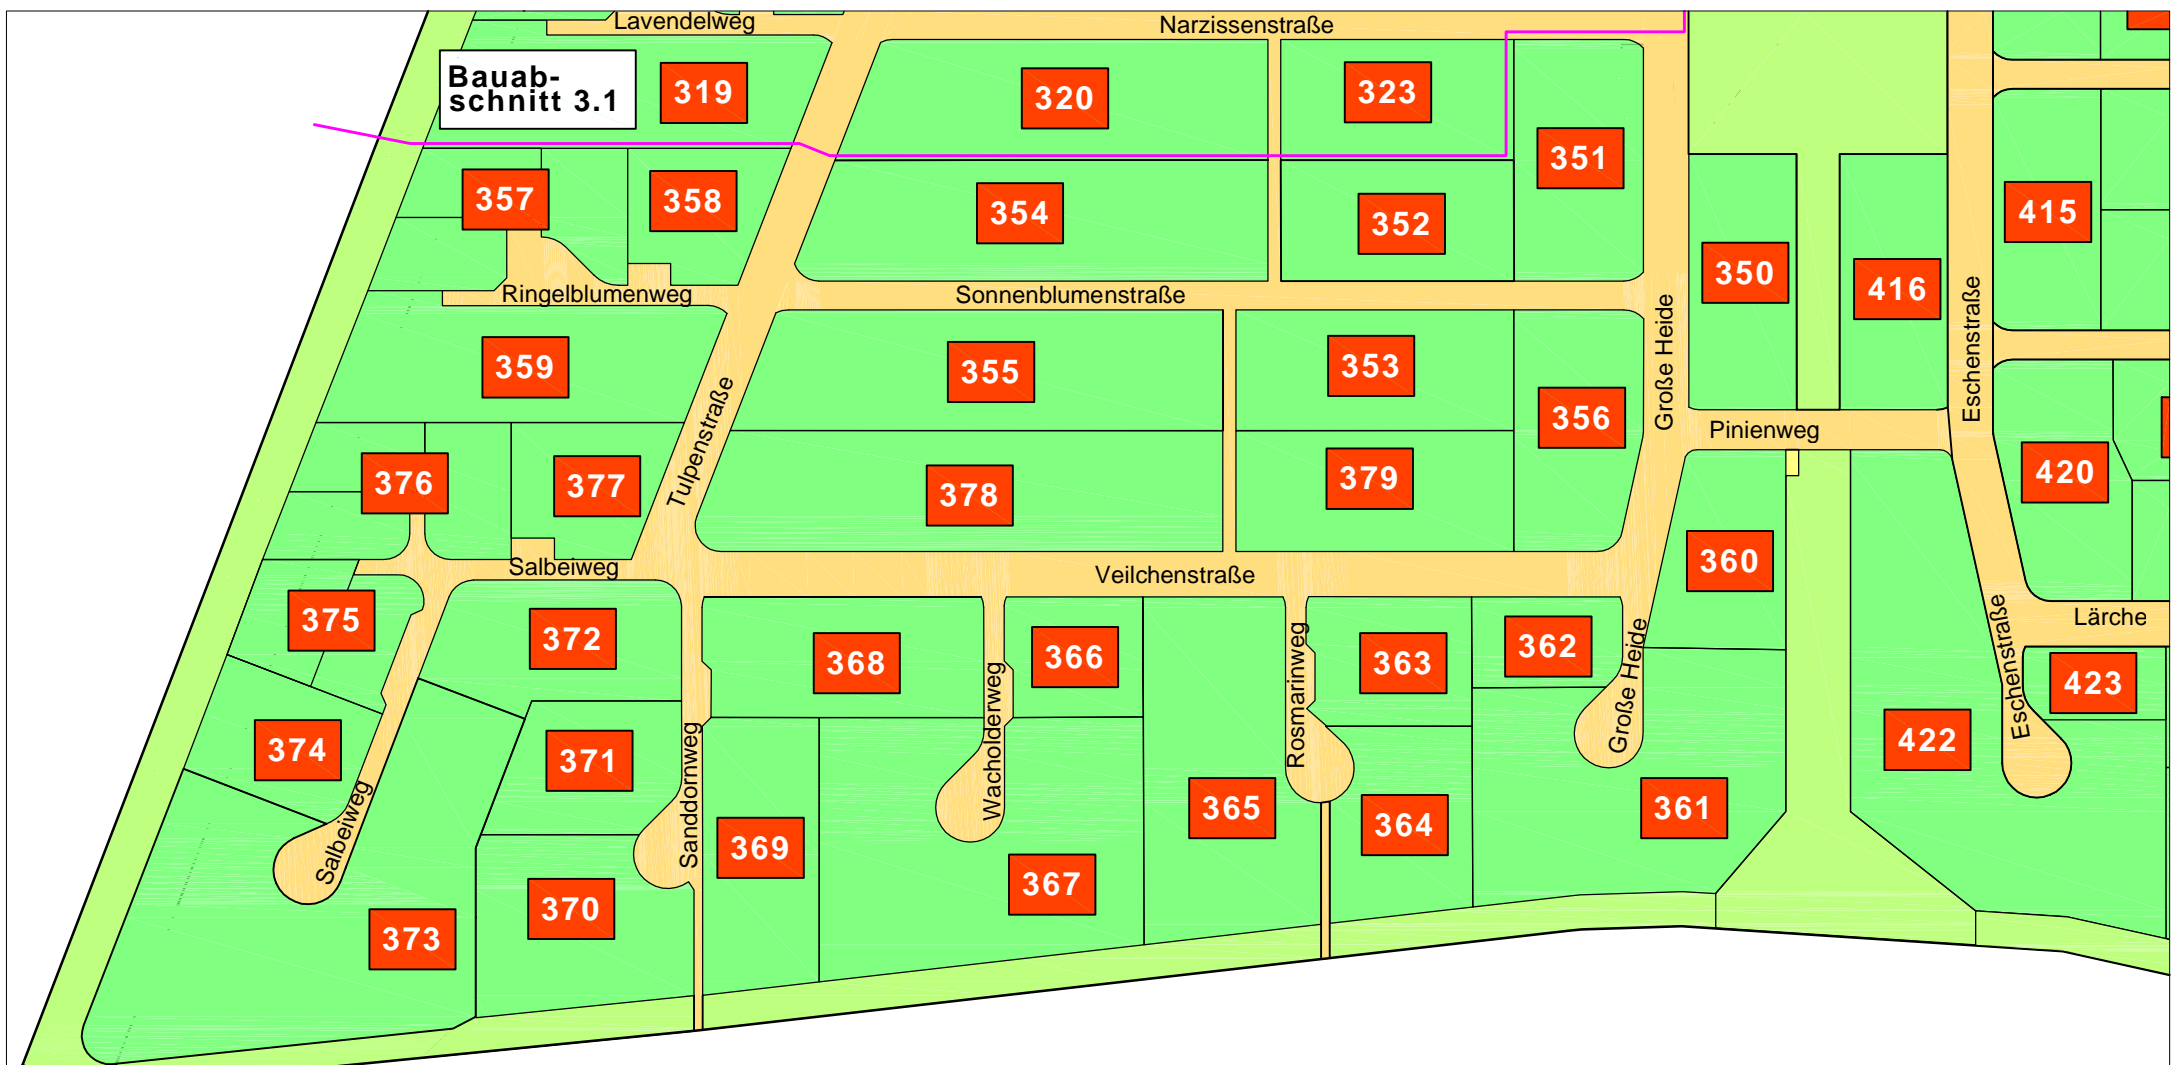 Lavendelweg
Narzissenstraße
Bauab-
schnitt 3.1
319
320
323
351
357
358
354
352
415
350
416
Ringelblumenweg
Sonnenblumenstraße
Große Heide
Eschenstraße
359
355
353
356
Pinienweg
Tulpenstraße
376
377
378
379
420
Salbeiweg
Veilchenstraße
360
375
372
368
366
363
362
Lärche
Eschenstraße
423
374
371
Sanddornweg
Wacholderweg
Rosmarinweg
Große Heide
422
Salbeiweg
369
365
364
361
373
370
367